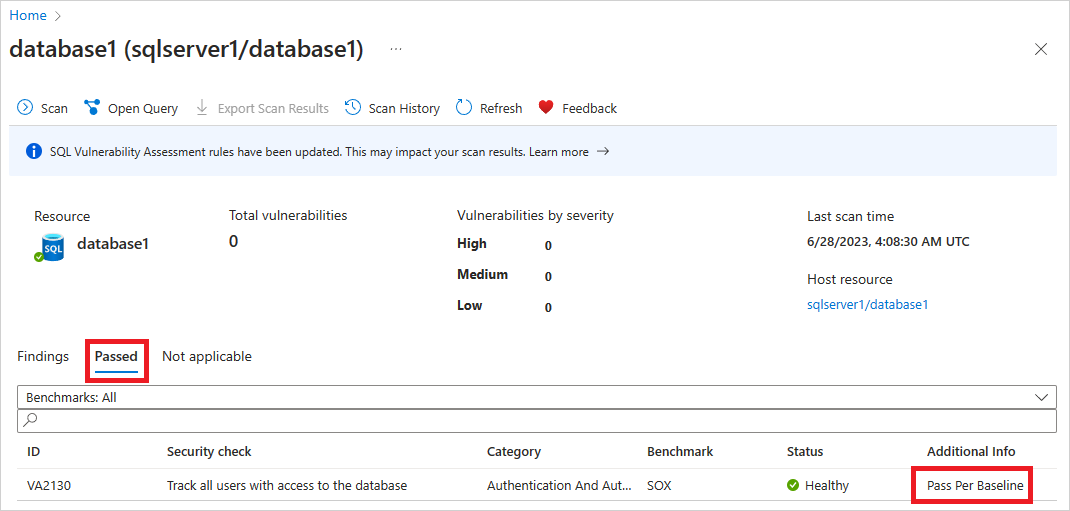 Home >
database1 (sqlserver1/database1) ...
Scan Open Query Export Scan Results Scan History Refresh Feedback
SQL Vulnerability Assessment rules have been updated. This may impact your scan results. Learn more →
Resource Total vulnerabilities Vulnerabilities by severity Last scan time
SQL database1 0 High 0 6/28/2023, 4:08:30 AM UTC
Medium 0 Host resource
Low 0 sqlserver1/database1
Findings Passed Not applicable
Benchmarks: All
ID Security check Category Benchmark Status Additional Info
VA2130 Track all users with access to the database Authentication And Aut... SOX Healthy Pass Per Baseline